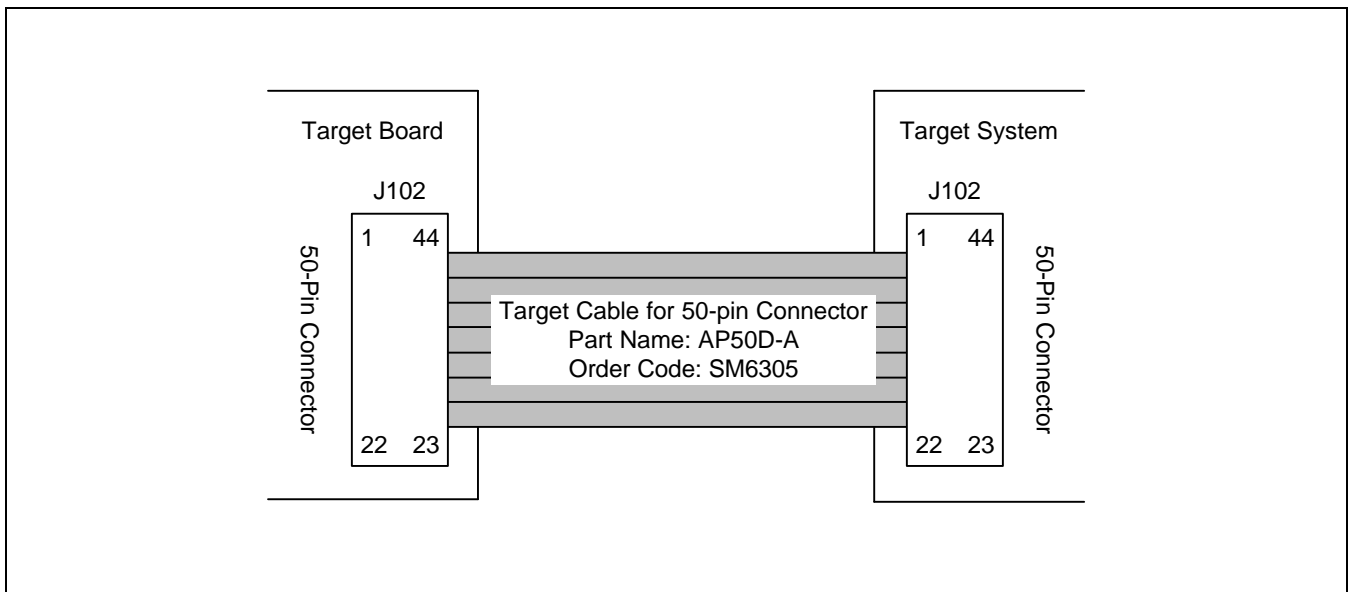 Target Board
Target System
J102
J102
1 44
1 44
50-Pin Connector
50-Pin Connector
Target Cable for 50-pin Connector
Part Name: AP50D-A
Order Code: SM6305
22 23
22 23